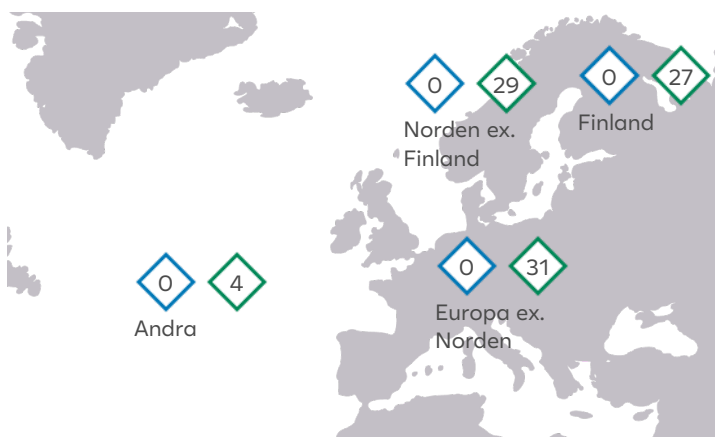 0 29
Norden ex.
Finland
0 27
Finland
0 4
Andra
0 31
Europa ex.
Norden